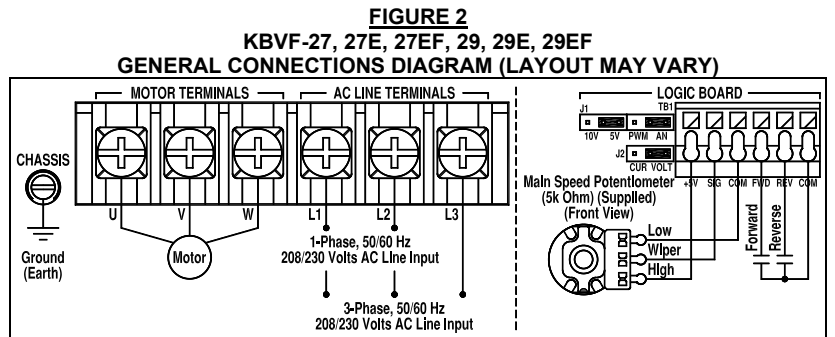 FIGURE 2
KBVF-27, 27E, 27EF, 29, 29E, 29EF
GENERAL CONNECTIONS DIAGRAM (LAYOUT MAY VARY)
MOTOR TERMINALS
AC LINE TERMINALS
LOGIC BOARD
J1
TB1
10V 5V PWM AN
J2
CUR VOLT
+5V SIG COM FWD REV COM
CHASSIS
Ground
(Earth)
U V W L1 L2 L3
Motor
1-Phase, 50/60 Hz
208/230 Volts AC Line Input
3-Phase, 50/60 Hz
208/230 Volts AC Line Input
Main Speed Potentiometer
(5k Ohm) (Supplied)
(Front View)
Low
Wiper
High
Forward
Reverse